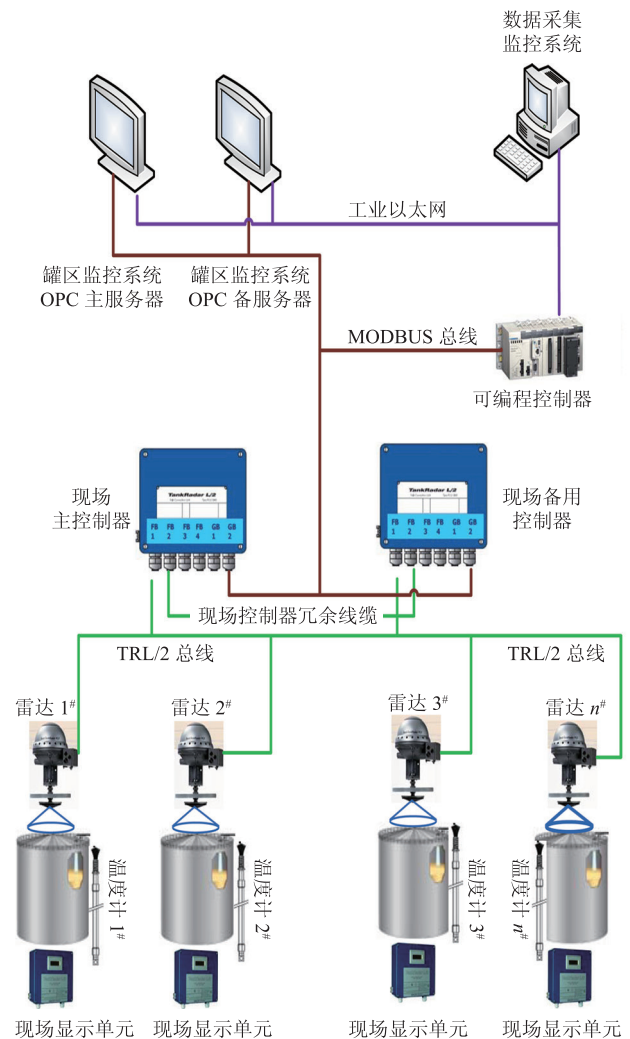 数据采集
监控系统
工业以太网
罐区监控系统
OPC 主服务器
罐区监控系统
OPC 备服务器
MODBUS 总线
可编程控制器
现场
主控制器
TankRadar L/2
FB FB FB FB GB GB
1 2 3 4 1 2
TankRadar L/2
FB FB FB FB GB GB
1 2 3 4 1 2
现场备用
控制器
现场控制器冗余线缆
TRL/2 总线
TRL/2 总线
雷达 1#
雷达 2#
雷达 3#
雷达 n#
温度计 1#
温度计 2#
温度计 3#
温度计 n#
现场显示单元
现场显示单元
现场显示单元
现场显示单元